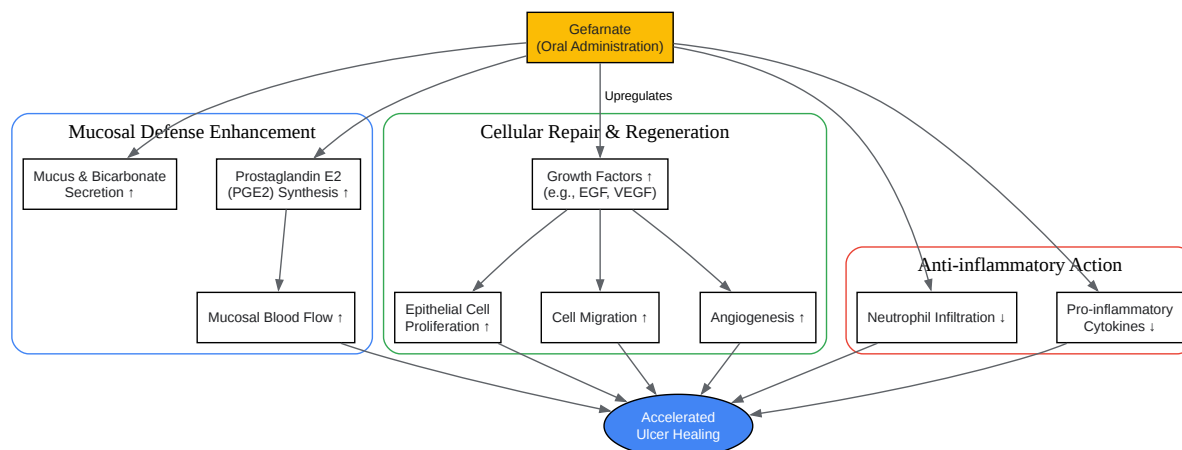 Gefarnate
(Oral Administration)
Upregulates
Mucosal Defense Enhancement
Cellular Repair & Regeneration
Mucus & Bicarbonate
Secretion ↑
Prostaglandin E2
(PGE2) Synthesis ↑
Growth Factors ↑
(e.g., EGF, VEGF)
Anti-inflammatory Action
Mucosal Blood Flow ↑
Epithelial Cell
Proliferation ↑
Cell Migration ↑
Angiogenesis ↑
Neutrophil Infiltration ↓
Pro-inflammatory
Cytokines ↓
Accelerated
Ulcer Healing